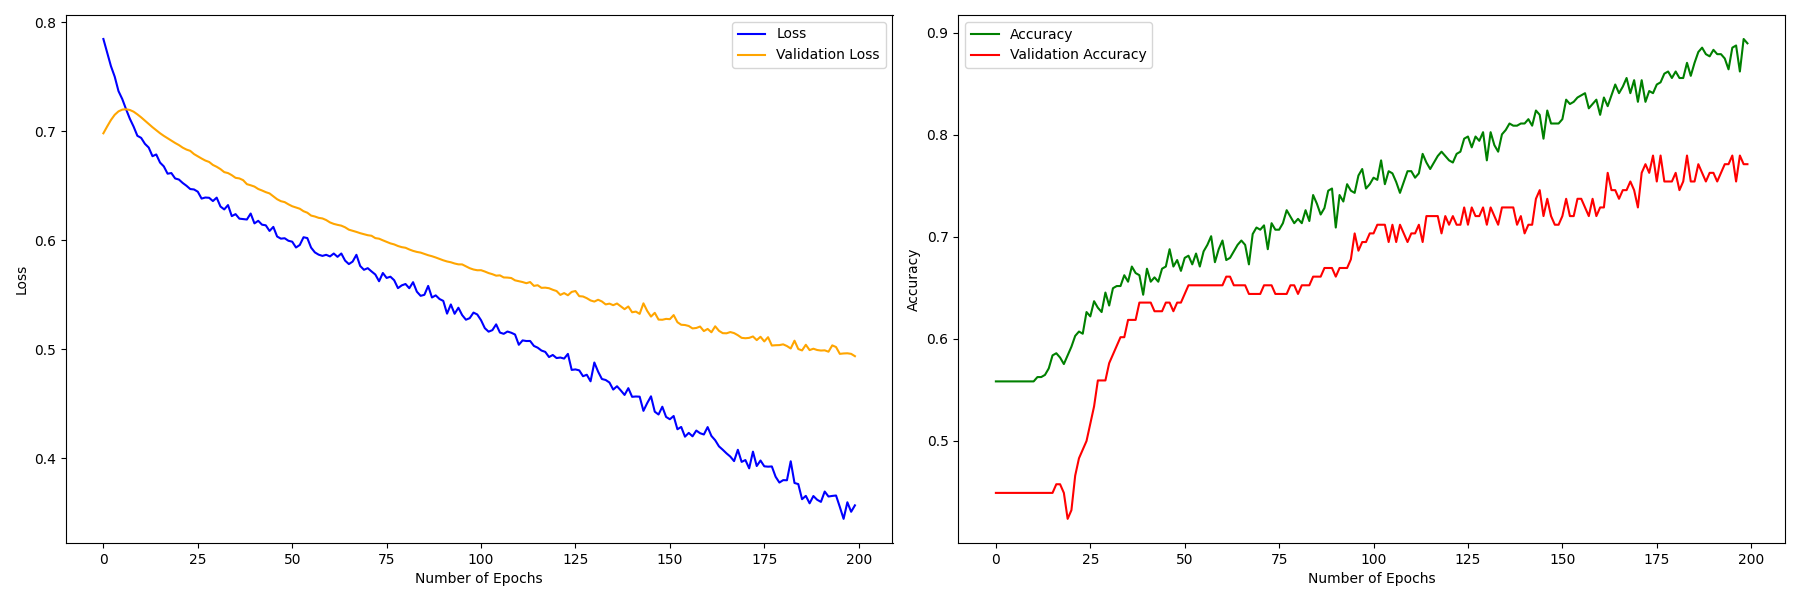 Loss
Validation Loss
0.8
0.7
0.6
0.5
0.4
Loss
0 25 50 75 100 125 150 175 200
Number of Epochs
Accuracy
Validation Accuracy
0.9
0.8
0.7
0.6
0.5
Accuracy
0 25 50 75 100 125 150 175 200
Number of Epochs